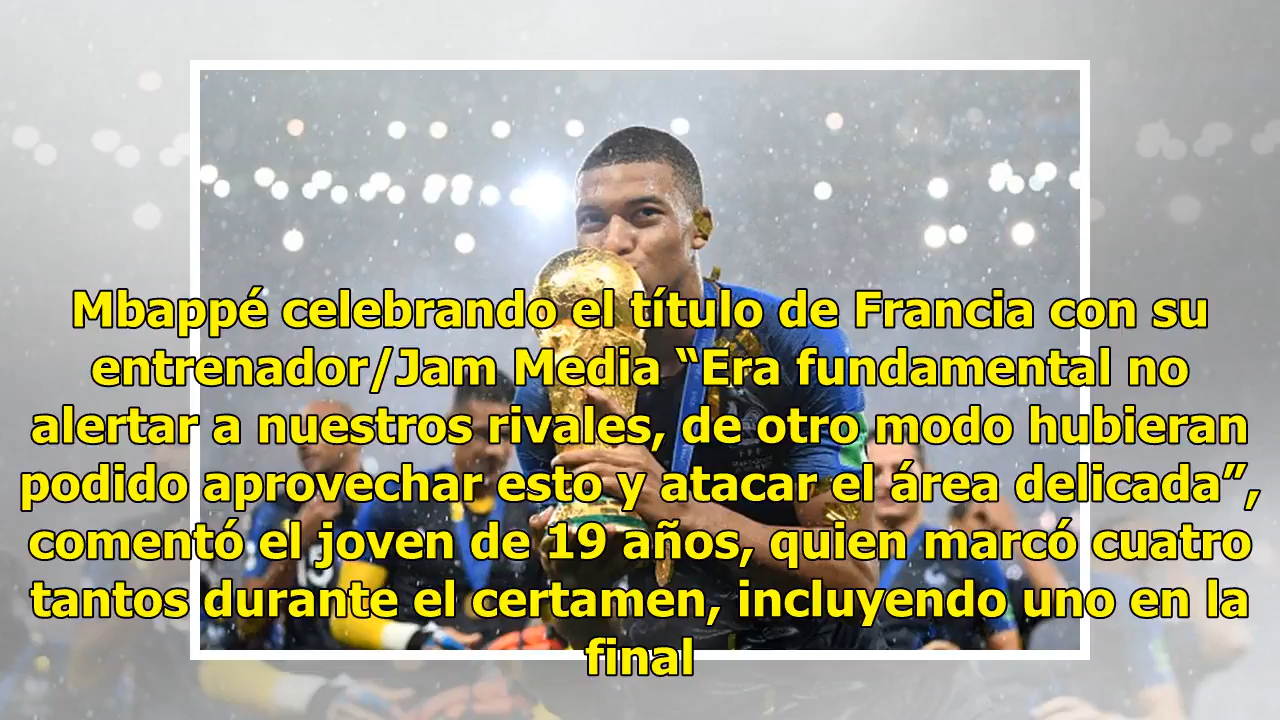 Mbappé celebrando el título de Francia con su
entrenador/Jam Media “Era fundamental no
alertar a nuestros rivales, de otro modo hubieran
podido aprovechar esto y atacar el área delicada”,
comentó el joven de 19 años, quien marcó cuatro
tantos durante el certamen, incluyendo uno en la
final